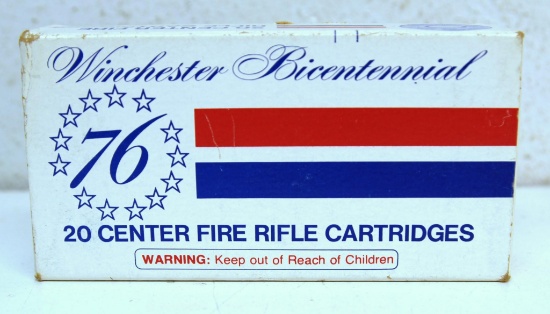 Winchester Bicentennial
76
20 CENTER FIRE RIFLE CARTRIDGES
WARNING: Keep out of Reach of Children